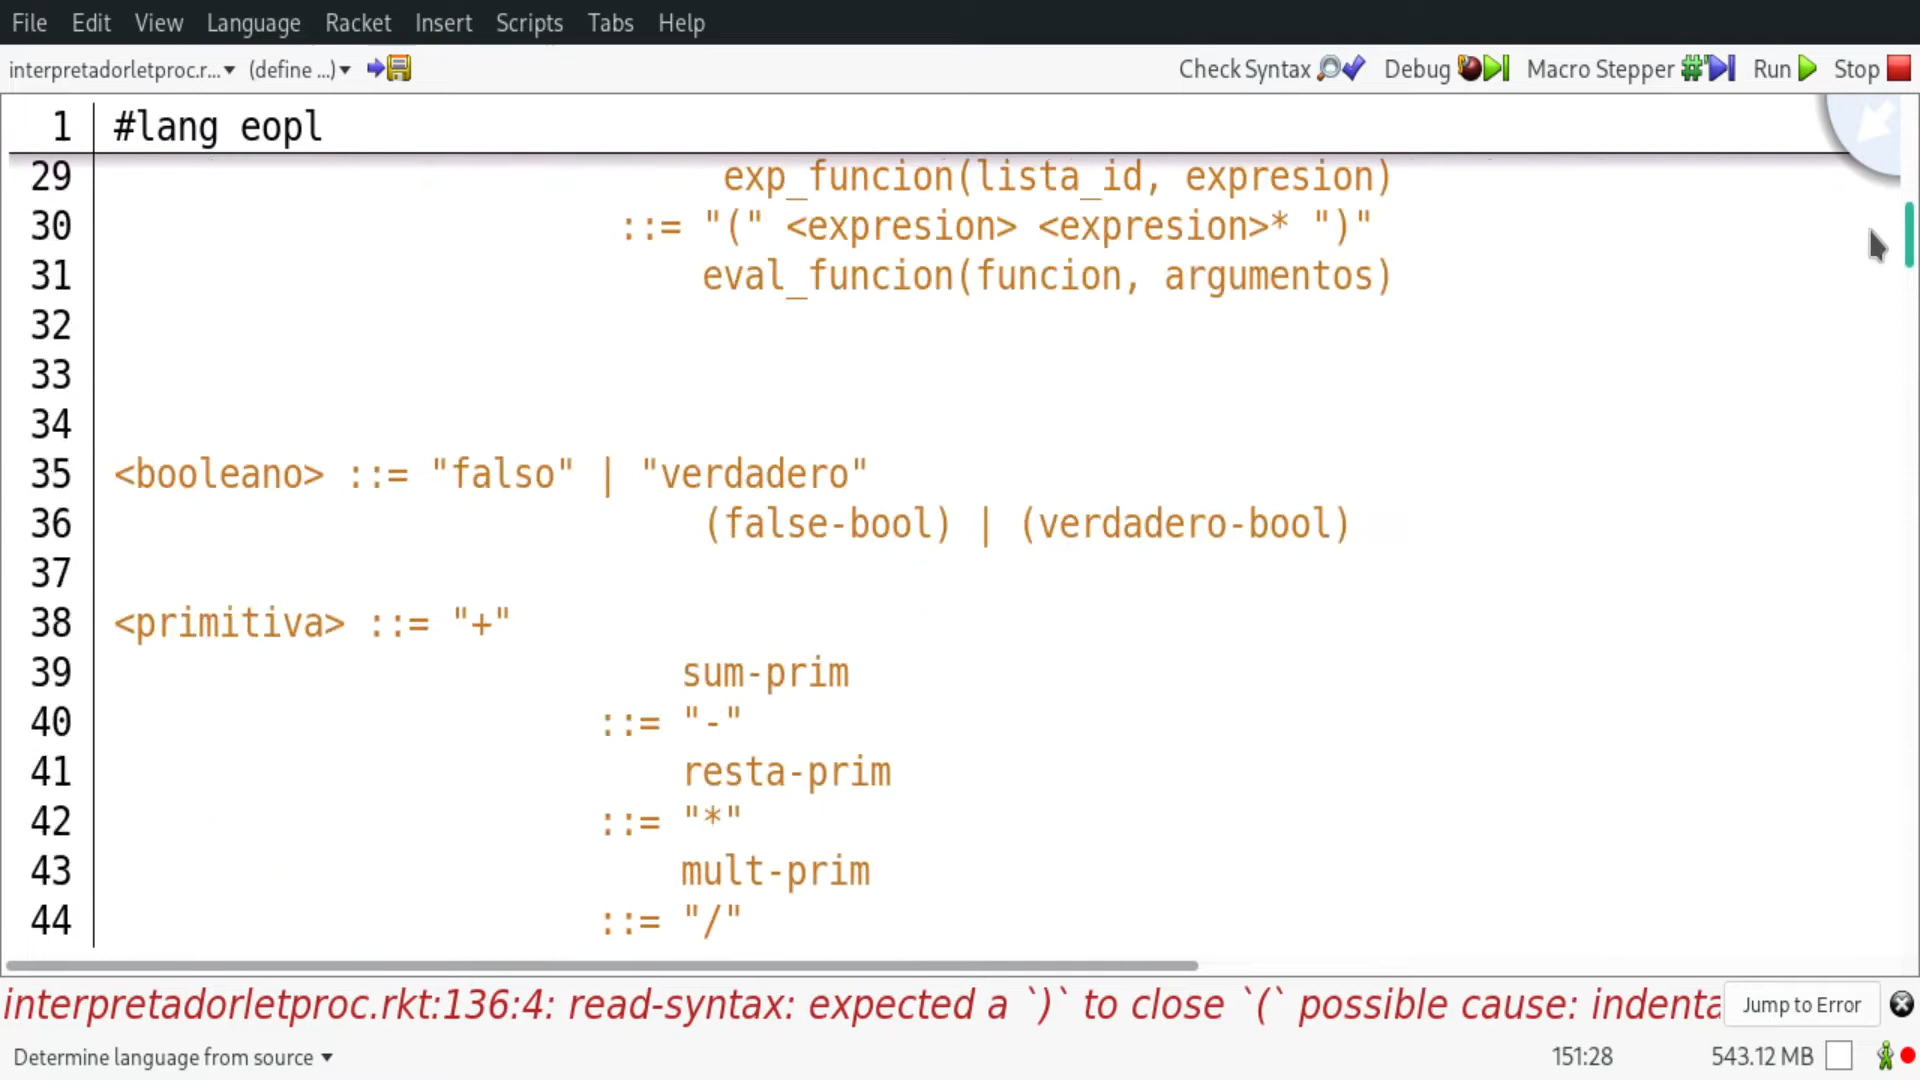 File Edit View Language Racket Insert Scripts Tabs Help
interpretadorletproc.r...▾ (define ...)▾ Check Syntax Debug Macro Stepper Run Stop
1 #lang eopl
29 exp_funcion(lista_id, expresion)
30 ::= "(" <expresion> <expresion>* ")"
31 eval_funcion(funcion, argumentos)
32
33
34
35 <booleano> ::= "falso" | "verdadero"
36 (false-bool) | (verdadero-bool)
37
38 <primitiva> ::= "+"
39 sum-prim
40 ::= "-"
41 resta-prim
42 ::= "*"
43 mult-prim
44 ::= "/"
interpretadorletproc.rkt:136:4: read-syntax: expected a `)` to close `(` possible cause: indenta Jump to Error
Determine language from source ▾ 151:28 543.12 MB